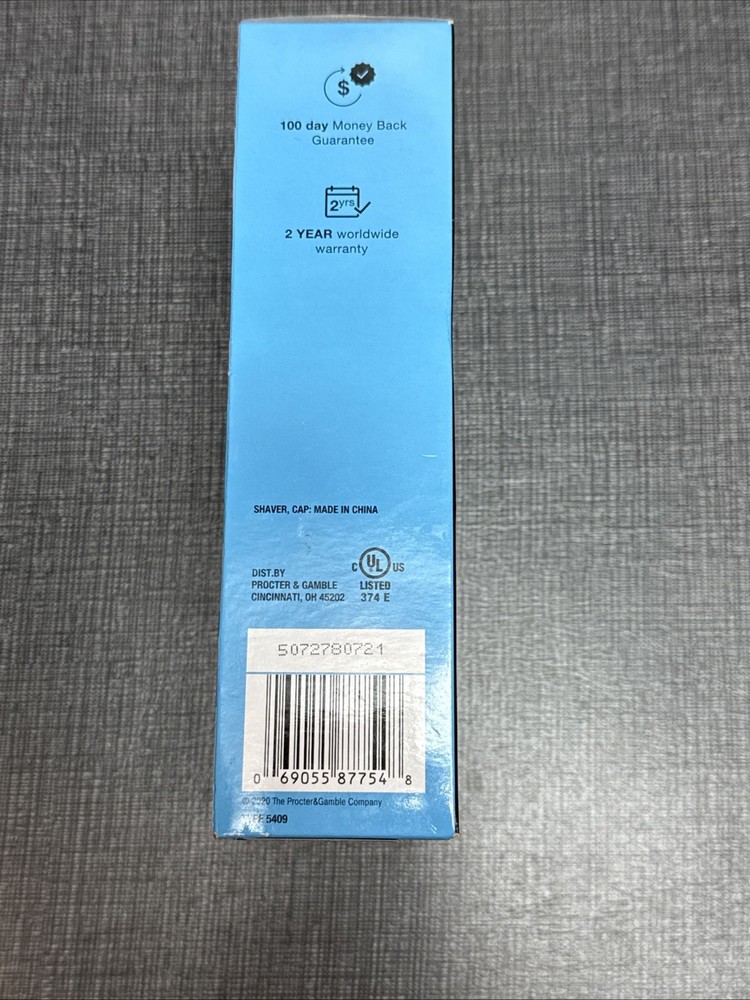 $
100 day Money Back
Guarantee
2yrs
2 YEAR worldwide
warranty
SHAVER, CAP: MADE IN CHINA
DIST.BY
PROCTER & GAMBLE
CINCINNATI, OH 45202
C UL US
LISTED
374 E
5072780721
0 69055 87754 8
© 2020 The Procter&Gamble Company
5409